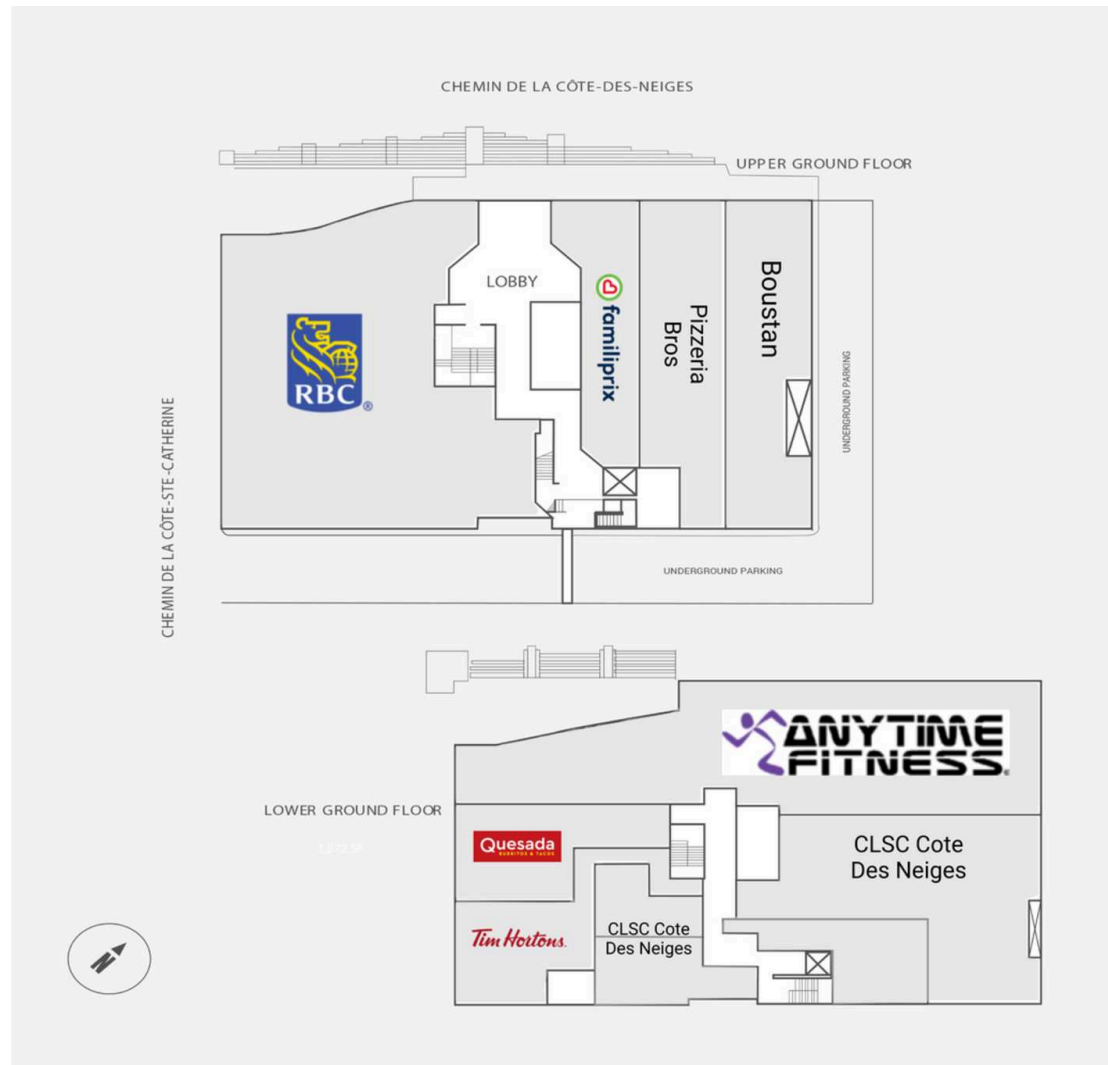 CHEMIN DE LA CÔTE-DES-NEIGES
UPPER GROUND FLOOR
LOBBY
RBC
®
familiprix
Pizzeria
Bros
Boustan
UNDERGROUND PARKING
CHEMIN DE LA CÔTE-STE-CATHERINE
UNDERGROUND PARKING
ANYTIME
FITNESS®
LOWER GROUND FLOOR
Quesada
BURRITOS & TACOS
CLSC Cote
Des Neiges
Tim Hortons.
CLSC Cote
Des Neiges
N